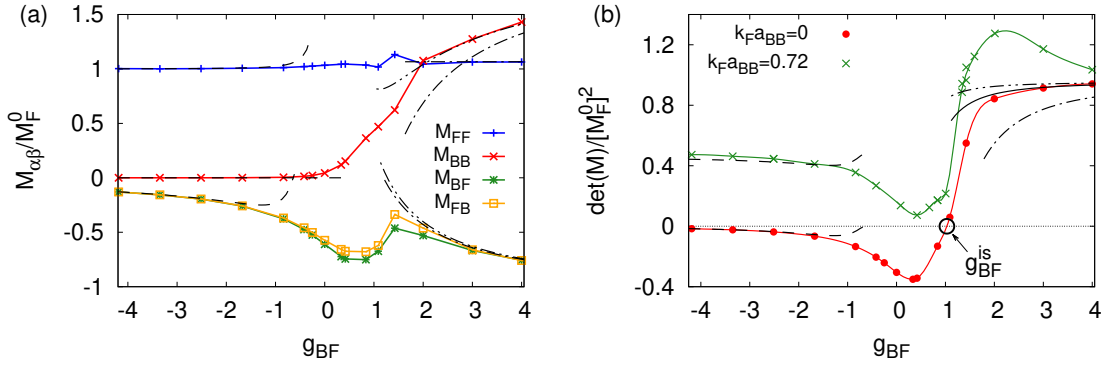 (a)
1.5
1
0.5
0
-0.5
-1
M_αβ/M_F^0
M_FF
M_BB
M_BF
M_FB
-4 -3 -2 -1 0 1 2 3 4
g_BF
(b)
1.2
0.8
0.4
0
-0.4
det(M)/[M_F^0]^2
k_Fa_BB=0
k_Fa_BB=0.72
g_BF^is
-4 -3 -2 -1 0 1 2 3 4
g_BF